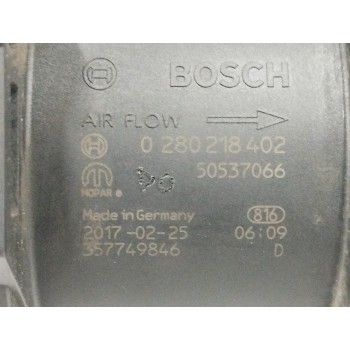 BOSCH
AIR FLOW
0 280 218 402
50537066
MOPAR ®
Made in Germany 816
2017-02-25 06:09
357749846 D